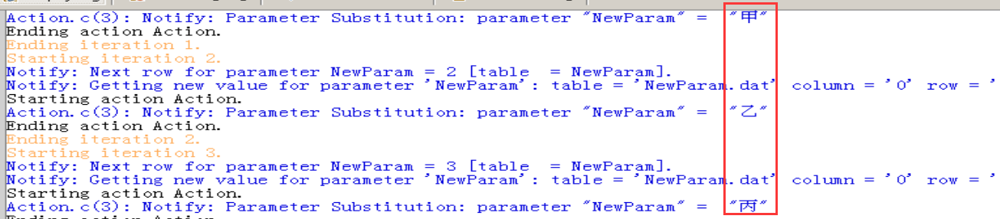 Action.c(3): Notify: Parameter Substitution: parameter "NewParam" =  "甲"
Ending action Action.
Ending iteration 1.
Starting iteration 2.
Notify: Next row for parameter NewParam = 2 [table  = NewParam].
Notify: Getting new value for parameter 'NewParam': table = 'NewParam.dat' column = '0' row = '
Starting action Action.
Action.c(3): Notify: Parameter Substitution: parameter "NewParam" =  "乙"
Ending action Action.
Ending iteration 2.
Starting iteration 3.
Notify: Next row for parameter NewParam = 3 [table  = NewParam].
Notify: Getting new value for parameter 'NewParam': table = 'NewParam.dat' column = '0' row = '
Starting action Action.
Action.c(3): Notify: Parameter Substitution: parameter "NewParam" =  "丙"
Ending action Action.